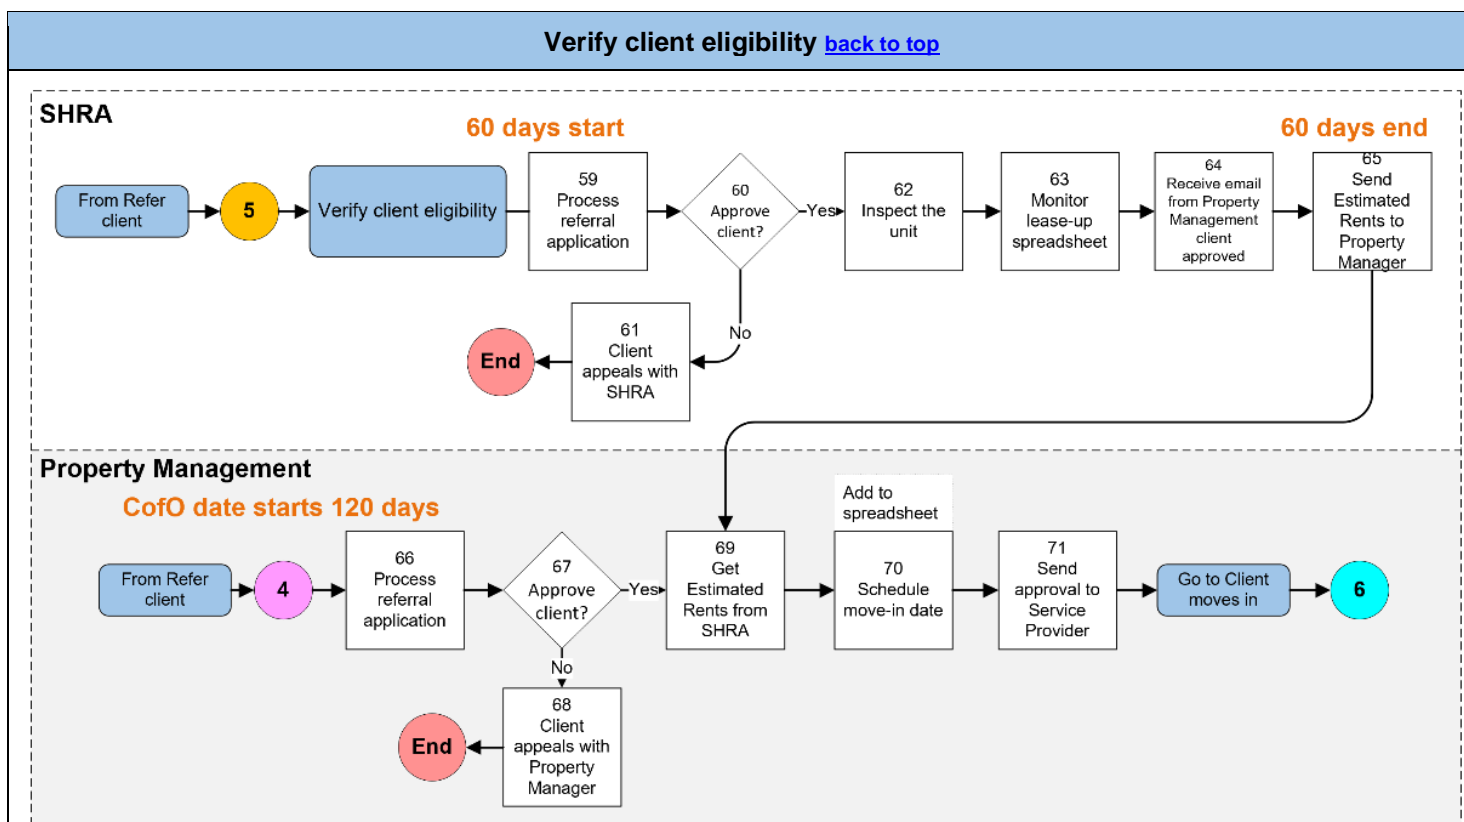 Verify client eligibility back to top
SHRA
60 days start
60 days end
From Refer
client
5
Verify client eligibility
59
Process
referral
application
60
Approve
client?
Yes
62
Inspect the
unit
63
Monitor
lease-up
spreadsheet
64
Receive email
from Property
Management
client
approved
65
Send
Estimated
Rents to
Property
Manager
No
61
Client
appeals with
SHRA
End
Property Management
CofO date starts 120 days
From Refer
client
4
66
Process
referral
application
67
Approve
client?
Yes
69
Get
Estimated
Rents from
SHRA
Add to
spreadsheet
70
Schedule
move-in date
71
Send
approval to
Service
Provider
Go to Client
moves in
6
No
68
Client
appeals with
Property
Manager
End